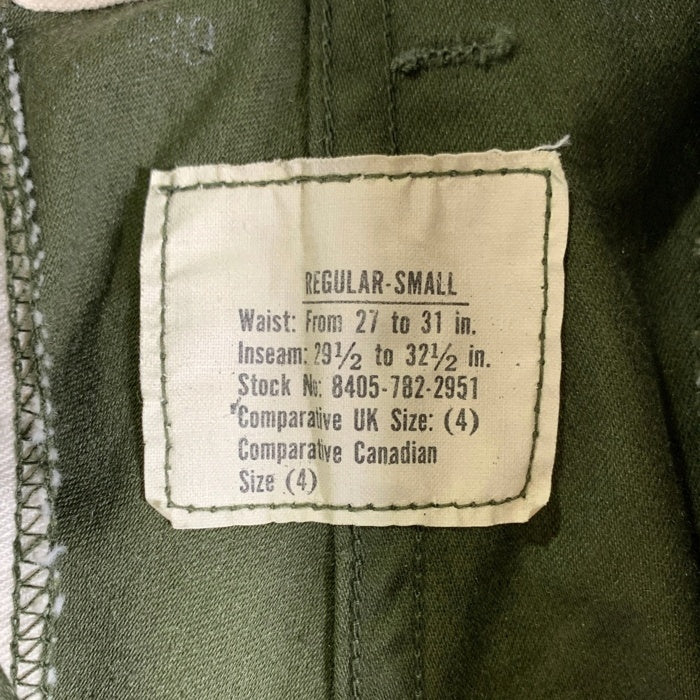 REGULAR-SMALL
Waist: From 27 to 31 in.
Inseam: 29½ to 32½ in.
Stock No: 8405-782-2951
Comparative UK Size: (4)
Comparative Canadian
Size (4)